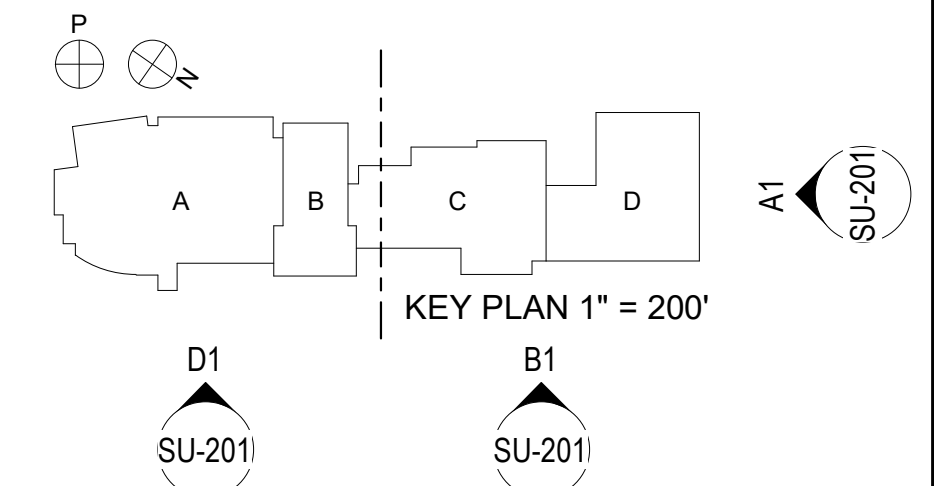 P
N
A
B
C
D
A1
SU-201
KEY PLAN 1" = 200'
D1
B1
SU-201
SU-201